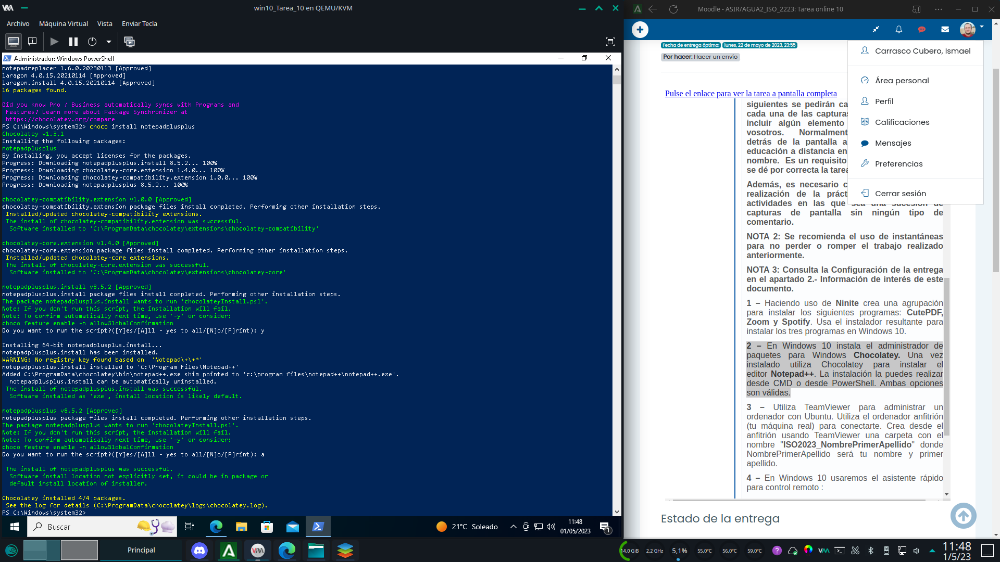 win10_Tarea_10 en QEMU/KVM
Archivo Máquina Virtual Vista Enviar Tecla
Administrador: Windows PowerShell
notepadreplacer 1.6.0.20230113 [Approved]
laragon 4.0.15.20210114 [Approved]
laragon.install 4.0.15.20210114 [Approved]
16 packages found.
Did you know Pro / Business automatically syncs with Programs and
Features? Learn more about Package Synchronizer at
https://chocolatey.org/compare
PS C:\Windows\system32> choco install notepadplusplus
Chocolatey v1.3.1
Installing the following packages:
notepadplusplus
By installing, you accept licenses for the packages.
Progress: Downloading notepadplusplus.install 8.5.2... 100%
Progress: Downloading chocolatey-core.extension 1.4.0... 100%
Progress: Downloading chocolatey-compatibility.extension 1.0.0... 100%
Progress: Downloading notepadplusplus 8.5.2... 100%
chocolatey-compatibility.extension v1.0.0 [Approved]
chocolatey-compatibility.extension package files install completed. Performing other installation steps.
Installed/updated chocolatey-compatibility extensions.
The install of chocolatey-compatibility.extension was successful.
Software installed to 'C:\ProgramData\chocolatey\extensions\chocolatey-compatibility'
chocolatey-core.extension v1.4.0 [Approved]
chocolatey-core.extension package files install completed. Performing other installation steps.
Installed/updated chocolatey-core extensions.
The install of chocolatey-core.extension was successful.
Software installed to 'C:\ProgramData\chocolatey\extensions\chocolatey-core'
notepadplusplus.install v8.5.2 [Approved]
notepadplusplus.install package files install completed. Performing other installation steps.
The package notepadplusplus.install wants to run 'chocolateyInstall.ps1'.
Note: If you don't run this script, the installation will fail.
Note: To confirm automatically next time, use '-y' or consider:
choco feature enable -n allowGlobalConfirmation
Do you want to run the script?([Y]es/[A]ll - yes to all/[N]o/[P]rint): y
Installing 64-bit notepadplusplus.install...
notepadplusplus.install has been installed.
WARNING: No registry key found based on  'Notepad\+\+*'
notepadplusplus.install installed to 'C:\Program Files\Notepad++'
Added C:\ProgramData\chocolatey\bin\notepad++.exe shim pointed to 'c:\program files\notepad++\notepad++.exe'.
notepadplusplus.install can be automatically uninstalled.
The install of notepadplusplus.install was successful.
Software installed as 'exe', install location is likely default.
notepadplusplus v8.5.2 [Approved]
notepadplusplus package files install completed. Performing other installation steps.
The package notepadplusplus wants to run 'chocolateyInstall.ps1'.
Note: If you don't run this script, the installation will fail.
Note: To confirm automatically next time, use '-y' or consider:
choco feature enable -n allowGlobalConfirmation
Do you want to run the script?([Y]es/[A]ll - yes to all/[N]o/[P]rint): a
The install of notepadplusplus was successful.
Software install location not explicitly set, it could be in package or
default install location of installer.
Chocolatey installed 4/4 packages.
See the log for details (C:\ProgramData\chocolatey\logs\chocolatey.log).
PS C:\Windows\system32>
Buscar
21°C Soleado
11:48
01/05/2023
1
Moodle - ASIR/AGUA2_ISO_2223: Tarea online 10
Fecha de entrega óptima: lunes, 22 de mayo de 2023, 23:55
Por hacer: Hacer un envío
Carrasco Cubero, Ismael
Área personal
Perfil
Calificaciones
Mensajes
Preferencias
Cerrar sesión
Pulse el enlace para ver la tarea a pantalla completa
siguientes se pedirán ca
cada una de las capturas
incluir algún elemento
vosotros. Normalment
detrás de la pantalla a
educación a distancia en
nombre. Es un requisito
se dé por correcta la tarea
Además, es necesario c
realización de la práct
actividades en las que sea una sucesión de
capturas de pantalla sin ningún tipo de
comentario.
NOTA 2: Se recomienda el uso de instantáneas
para no perder o romper el trabajo realizado
anteriormente.
NOTA 3: Consulta la Configuración de la entrega
en el apartado 2.- Información de interés de este
documento.
1 – Haciendo uso de Ninite crea una agrupación
para instalar los siguientes programas: CutePDF,
Zoom y Spotify. Usa el instalador resultante para
instalar los tres programas en Windows 10.
2 – En Windows 10 instala el administrador de
paquetes para Windows Chocolatey. Una vez
instalado utiliza Chocolatey para instalar el
editor Notepad++. La instalación la puedes realizar
desde CMD o desde PowerShell. Ambas opciones
son válidas.
3 – Utiliza TeamViewer para administrar un
ordenador con Ubuntu. Utiliza el ordenador anfitrión
(tu máquina real) para conectarte. Crea desde el
anfitrión usando TeamViewer una carpeta con el
nombre "ISO2023_NombrePrimerApellido" donde
NombrePrimerApellido será tu nombre y primer
apellido.
4 – En Windows 10 usaremos el asistente rápido
para control remoto :
Estado de la entrega
Principal
14,0 GiB
2,2 GHz
5,1%
55,0°C
56,0°C
59,0°C
11:48
1/5/23